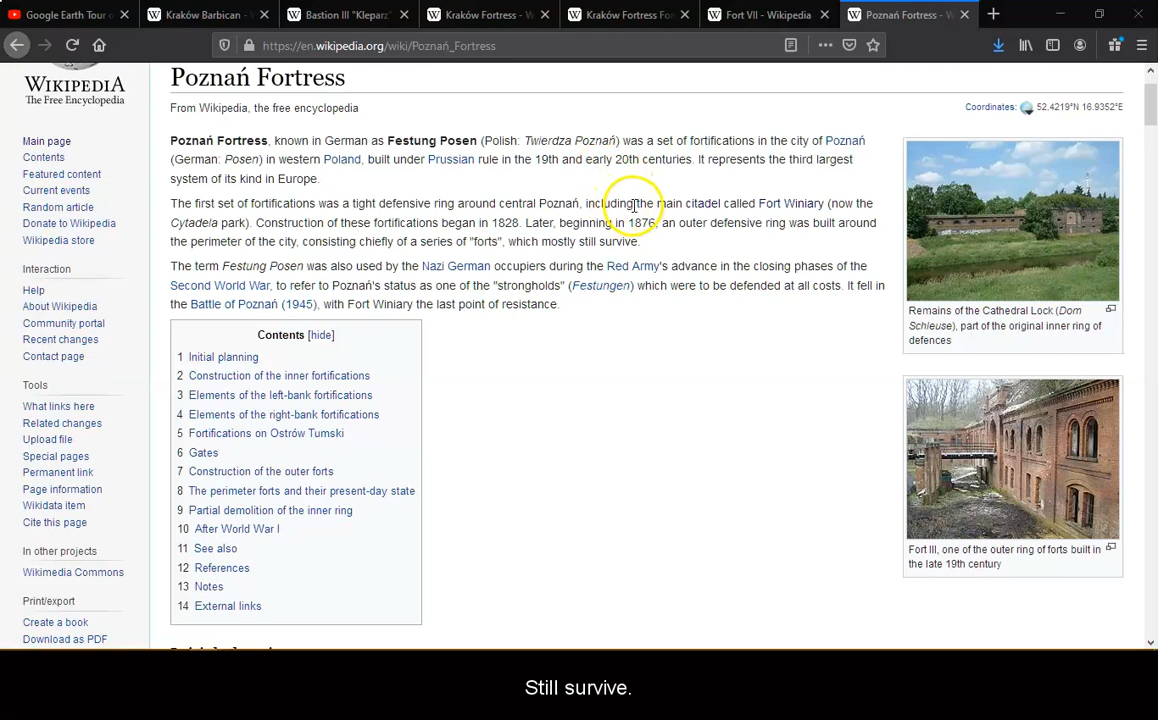 Google Earth Tour o
Kraków Barbican - W
Bastion III "Kleparz"
Kraków Fortress - W
Kraków Fortress For
Fort VII - Wikipedia
Poznań Fortress - W
https://en.wikipedia.org/wiki/Poznań_Fortress
WIKIPEDIA
The Free Encyclopedia
Main page
Contents
Featured content
Current events
Random article
Donate to Wikipedia
Wikipedia store
Interaction
Help
About Wikipedia
Community portal
Recent changes
Contact page
Tools
What links here
Related changes
Upload file
Special pages
Permanent link
Page information
Wikidata item
Cite this page
In other projects
Wikimedia Commons
Print/export
Create a book
Download as PDF
Poznań Fortress
From Wikipedia, the free encyclopedia
Coordinates: 52.4219°N 16.9352°E
Poznań Fortress, known in German as Festung Posen (Polish: Twierdza Poznań) was a set of fortifications in the city of Poznań
(German: Posen) in western Poland, built under Prussian rule in the 19th and early 20th centuries. It represents the third largest
system of its kind in Europe.
The first set of fortifications was a tight defensive ring around central Poznań, including the main citadel called Fort Winiary (now the
Cytadela park). Construction of these fortifications began in 1828. Later, beginning in 1876, an outer defensive ring was built around
the perimeter of the city, consisting chiefly of a series of "forts", which mostly still survive.
The term Festung Posen was also used by the Nazi German occupiers during the Red Army's advance in the closing phases of the
Second World War, to refer to Poznań's status as one of the "strongholds" (Festungen) which were to be defended at all costs. It fell in
the Battle of Poznań (1945), with Fort Winiary the last point of resistance.
Contents [hide]
1 Initial planning
2 Construction of the inner fortifications
3 Elements of the left-bank fortifications
4 Elements of the right-bank fortifications
5 Fortifications on Ostrów Tumski
6 Gates
7 Construction of the outer forts
8 The perimeter forts and their present-day state
9 Partial demolition of the inner ring
10 After World War I
11 See also
12 References
13 Notes
14 External links
Remains of the Cathedral Lock (Dom
Schleuse), part of the original inner ring of
defences
Fort III, one of the outer ring of forts built in
the late 19th century
Still survive.